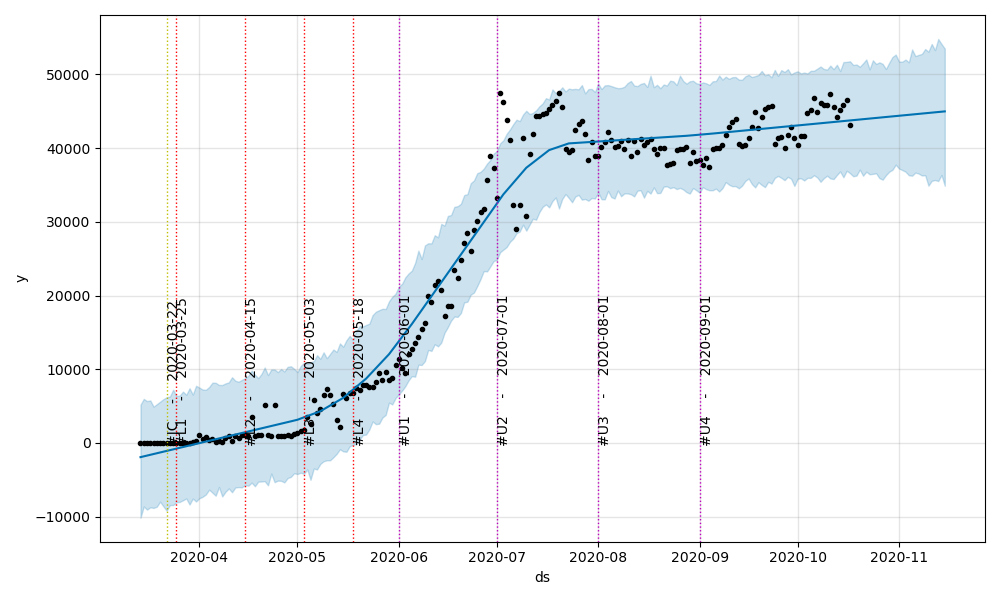 50000
40000
30000
20000
10000
0
−10000
y
#JC - 2020-03-22
#L1 - 2020-03-25
#L2 - 2020-04-15
#L3 - 2020-05-03
#L4 - 2020-05-18
#U1 - 2020-06-01
#U2 - 2020-07-01
#U3 - 2020-08-01
#U4 - 2020-09-01
2020-04
2020-05
2020-06
2020-07
2020-08
2020-09
2020-10
2020-11
ds